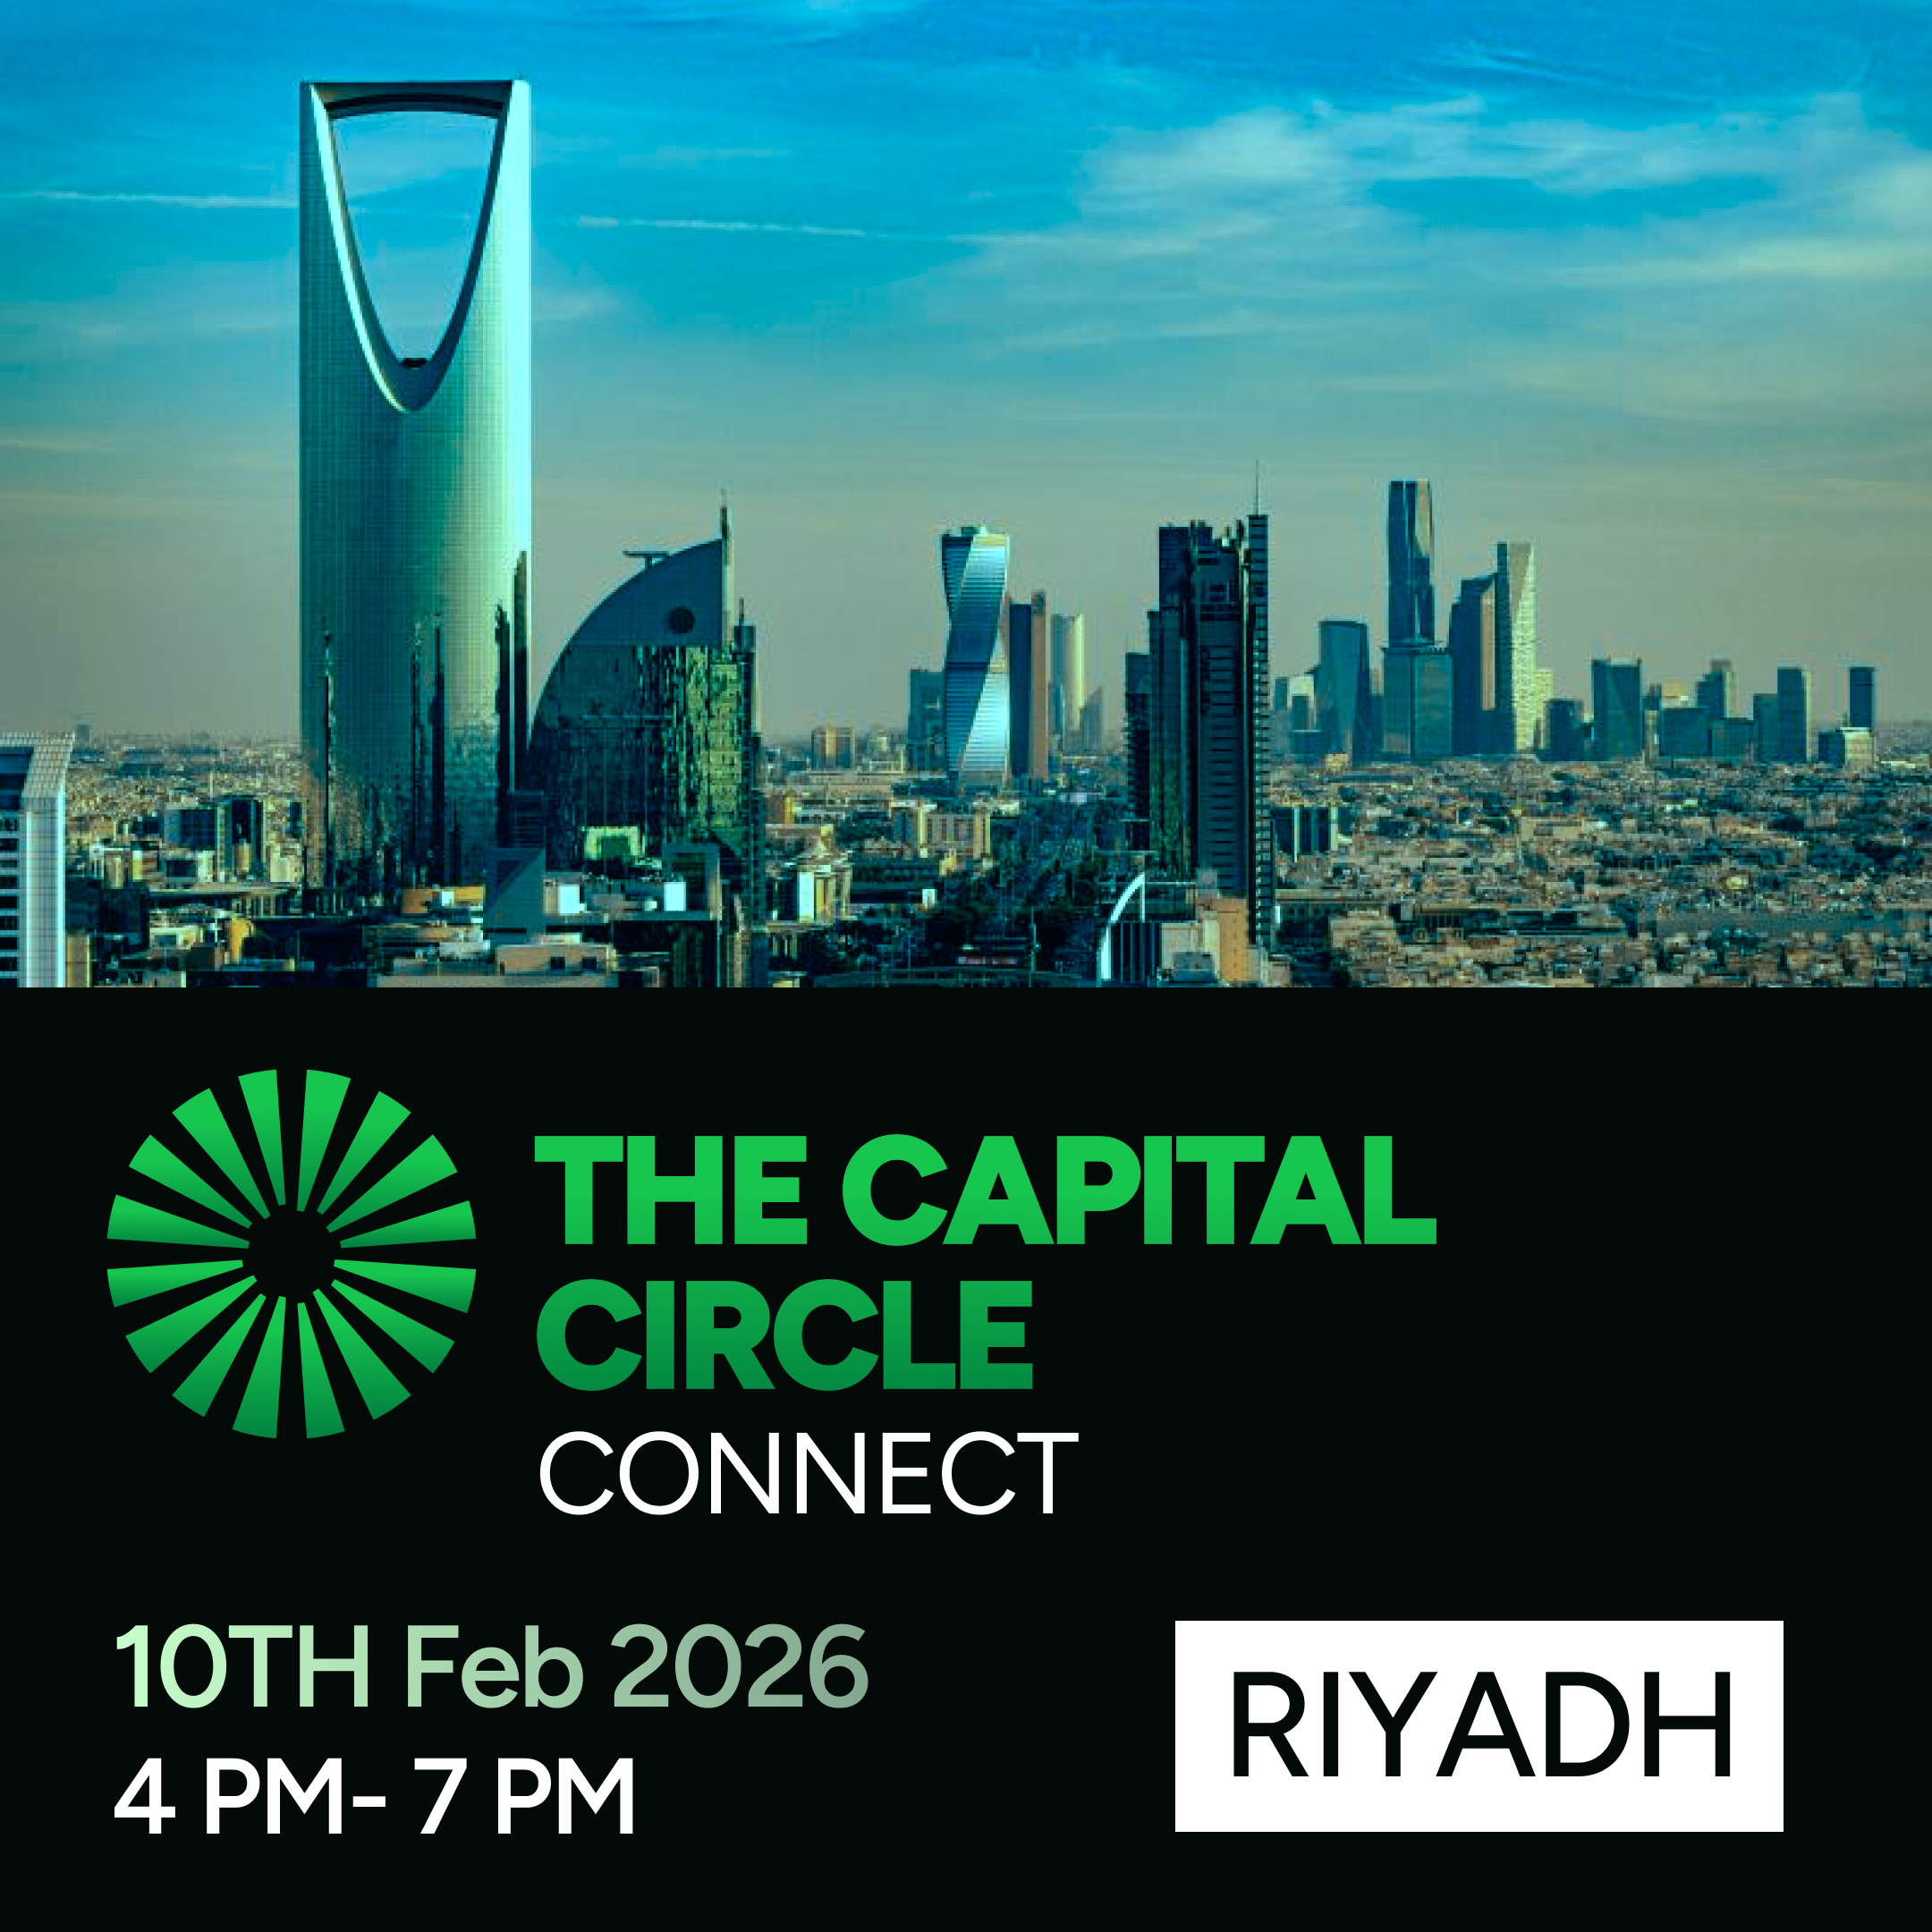 THE CAPITAL
CIRCLE
CONNECT
10TH Feb 2026
4 PM- 7 PM
RIYADH